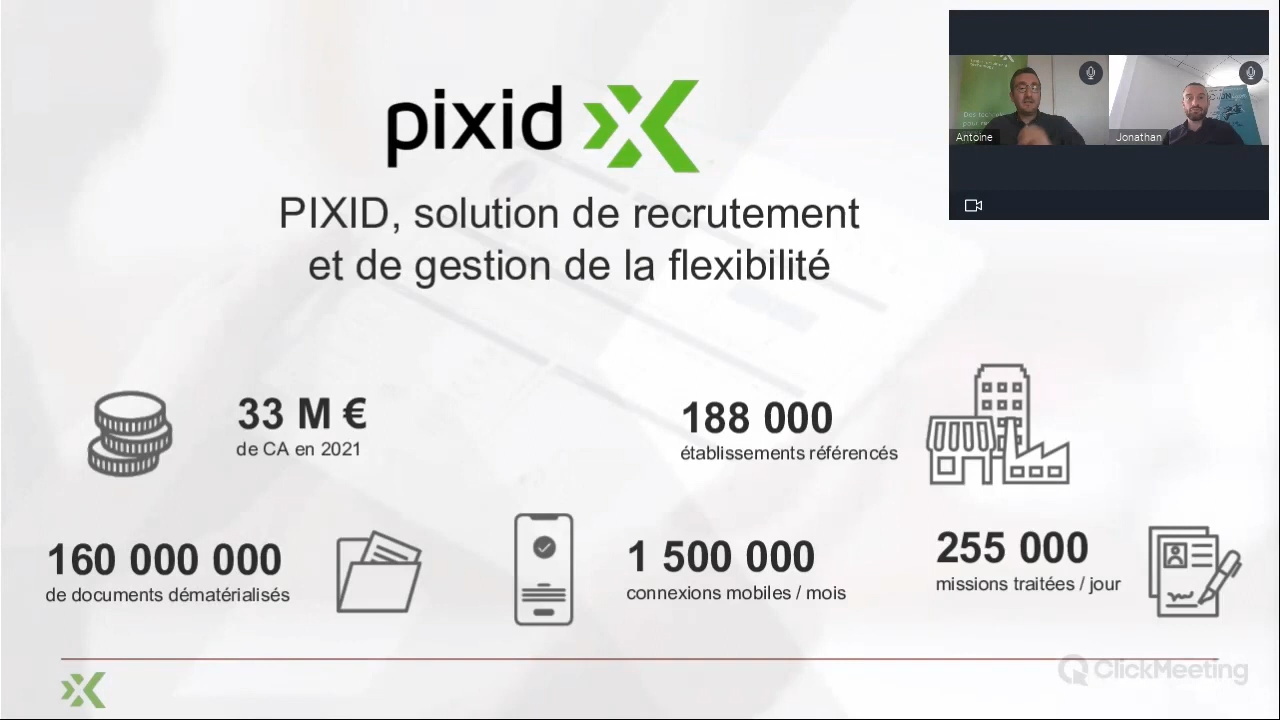 pixid
PIXID, solution de recrutement
et de gestion de la flexibilité
Antoine
Jonathan
33 M €
de CA en 2021
188 000
établissements référencés
160 000 000
de documents dématérialisés
1 500 000
connexions mobiles / mois
255 000
missions traitées / jour
ClickMeeting